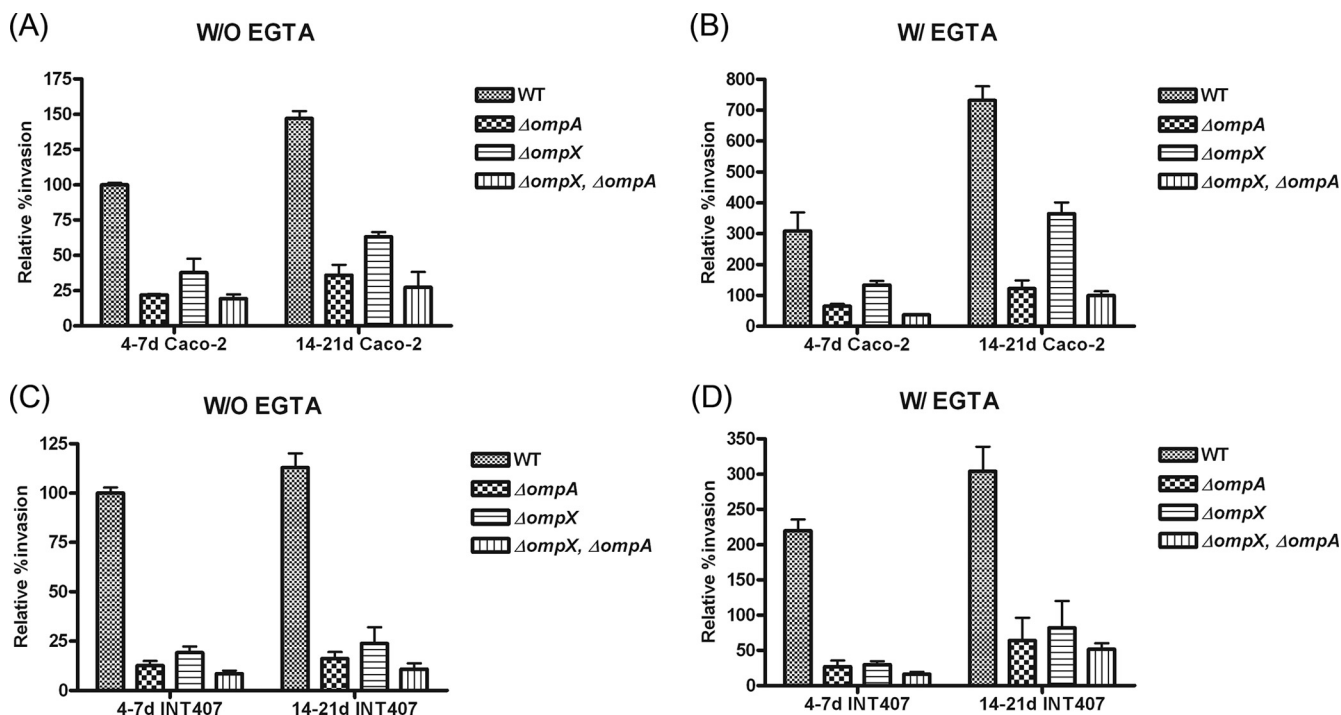 (A)
W/O EGTA
Relative %invasion
175
150
125
100
75
50
25
0
4-7d Caco-2
14-21d Caco-2
WT
ΔompA
ΔompX
ΔompX, ΔompA
(B)
W/ EGTA
Relative %invasion
800
700
600
500
400
300
200
100
0
4-7d Caco-2
14-21d Caco-2
WT
ΔompA
ΔompX
ΔompX, ΔompA
(C)
W/O EGTA
Relative %invasion
125
100
75
50
25
0
4-7d INT407
14-21d INT407
WT
ΔompA
ΔompX
ΔompX, ΔompA
(D)
W/ EGTA
Relative %invasion
350
300
250
200
150
100
50
0
4-7d INT407
14-21d INT407
WT
ΔompA
ΔompX
ΔompX, ΔompA